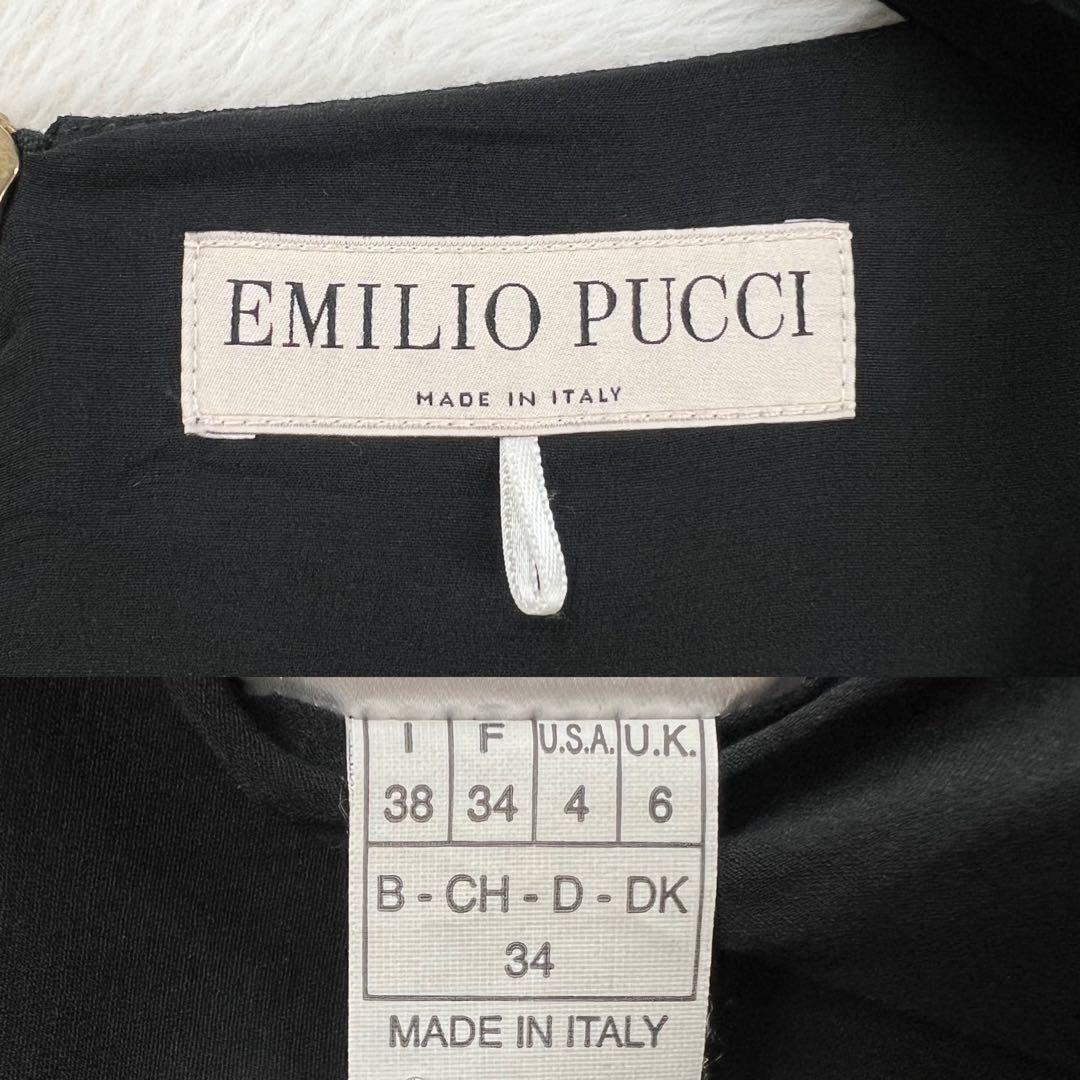 EMILIO PUCCI
MADE IN ITALY
I F U.S.A. U.K.
38 34 4 6
B - CH - D - DK
34
MADE IN ITALY